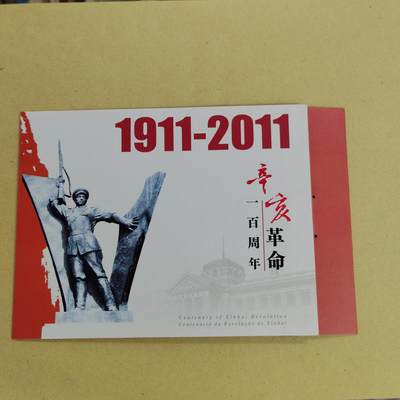 1911-2011
辛亥革命
一百周年
Centenary of Xinhai Revolution
Centenário da Revolução de Xinhai